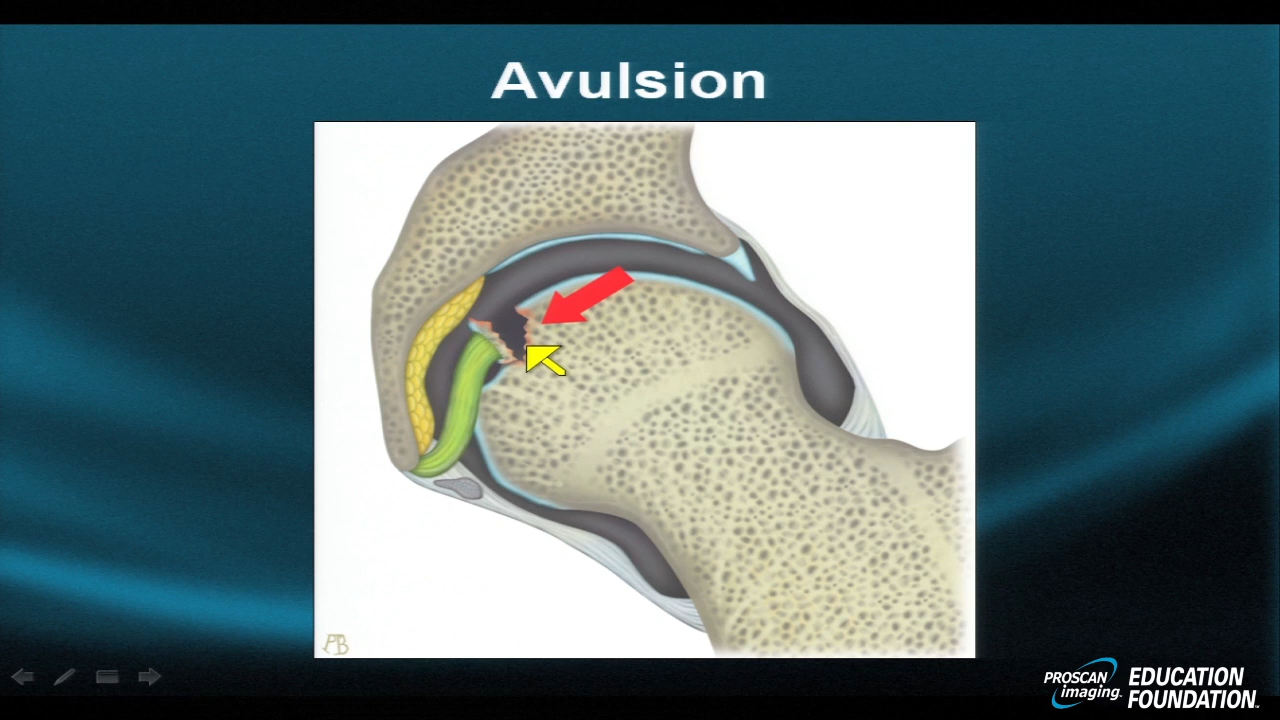 Avulsion
PB
PROSCAN
imaging.
EDUCATION
FOUNDATION.